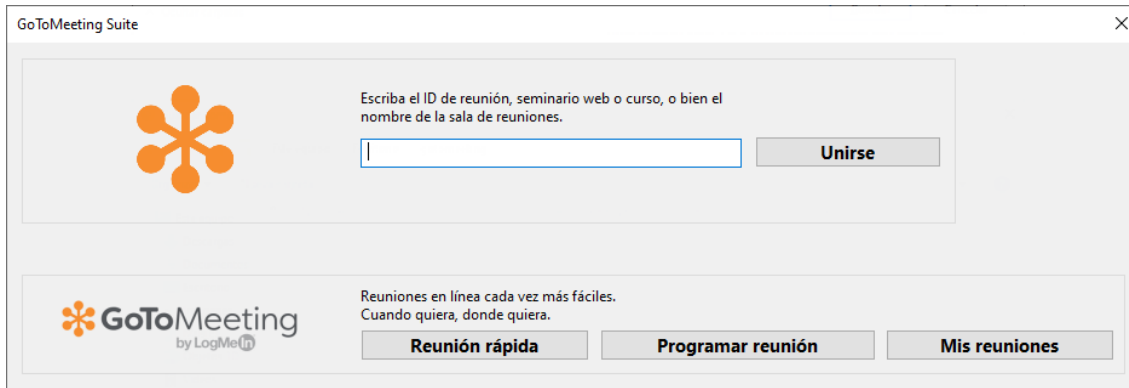 GoToMeeting Suite
Escriba el ID de reunión, seminario web o curso, o bien el
nombre de la sala de reuniones.
Unirse
GoToMeeting
by LogMeIn
Reuniones en línea cada vez más fáciles.
Cuando quiera, donde quiera.
Reunión rápida
Programar reunión
Mis reuniones